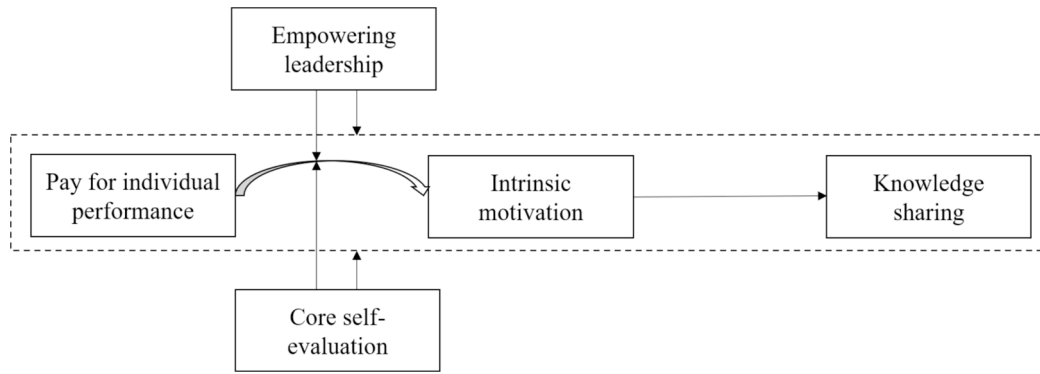 Empowering
leadership
Pay for individual
performance
Intrinsic
motivation
Knowledge
sharing
Core self-
evaluation